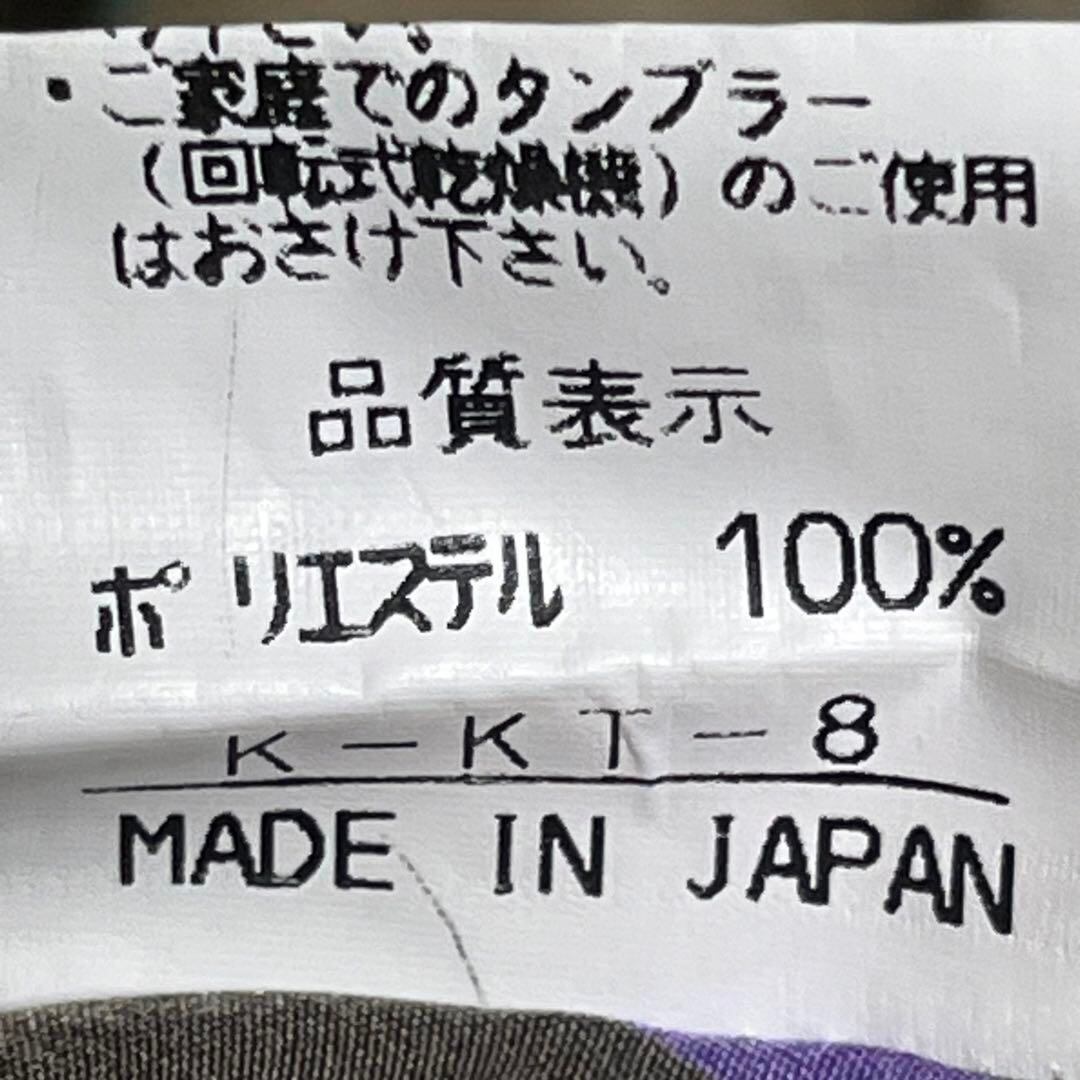 ・ご家庭でのタンブラー
(回転式乾燥機)のご使用
はおさけ下さい。
品質表示
ポリエステル 100%
K-KT-8
MADE IN JAPAN